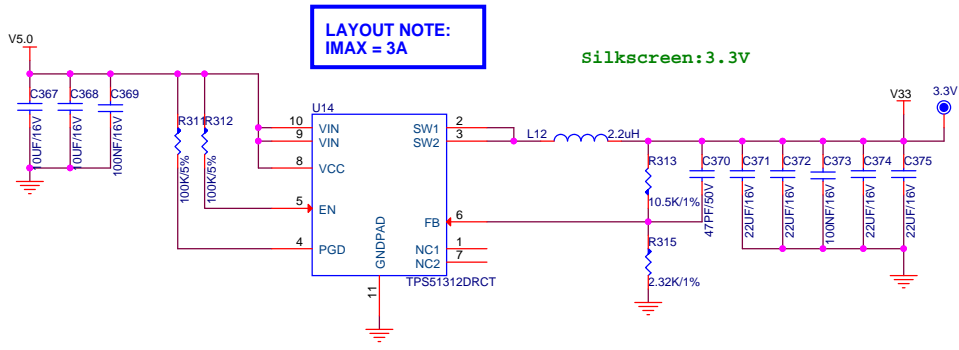 LAYOUT NOTE:
IMAX = 3A
V5.0
Silkscreen:3.3V
V33
3.3V
C367
C368
C369
10UF/16V
10UF/16V
100NF/16V
R311
R312
100K/5%
100K/5%
U14
10
VIN
9
VIN
8
VCC
5
EN
4
PGD
GNDPAD
11
SW1
2
SW2
3
FB
6
NC1
1
NC2
7
TPS51312DRCT
L12
2.2uH
R313
10.5K/1%
R315
2.32K/1%
C370
47PF/50V
C371
22UF/16V
C372
22UF/16V
C373
100NF/16V
C374
22UF/16V
C375
22UF/16V